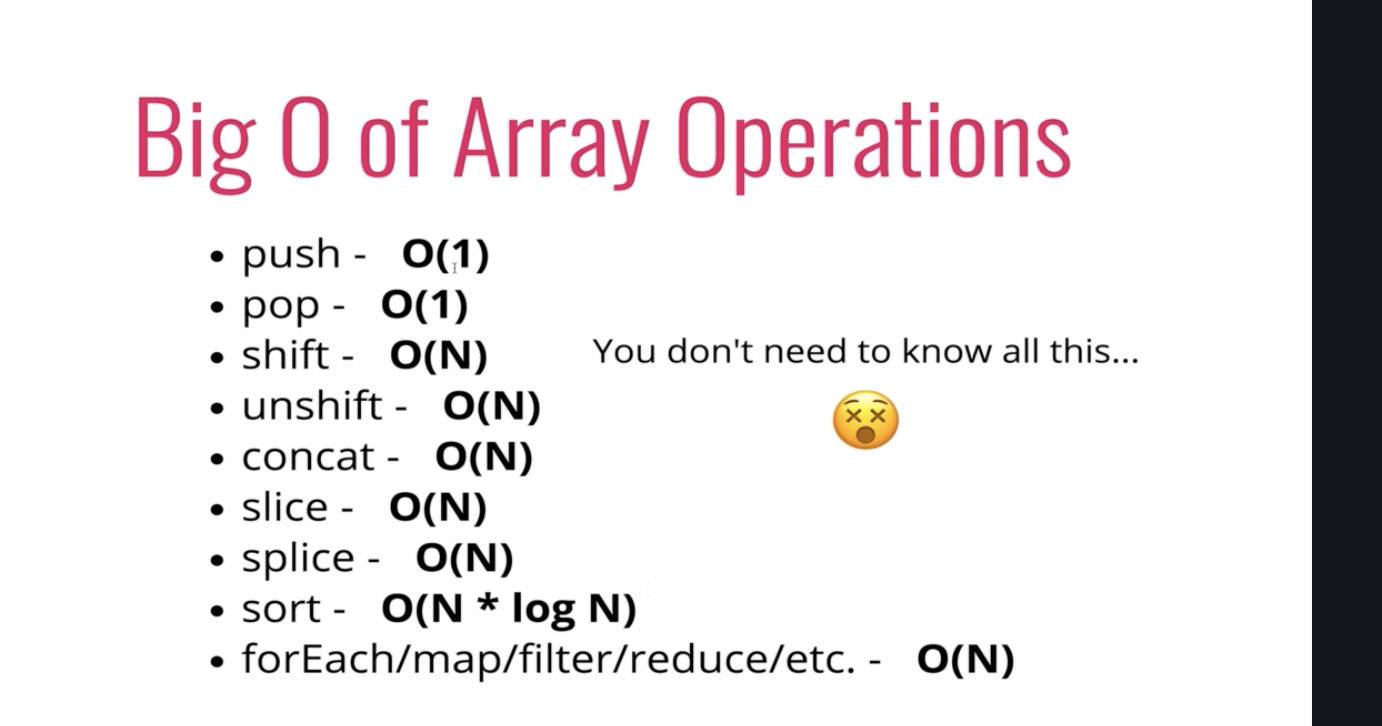 Big O of Array Operations
• push - O(1)
• pop - O(1)
• shift - O(N)
You don't need to know all this...
• unshift - O(N)
• concat - O(N)
• slice - O(N)
• splice - O(N)
• sort - O(N * log N)
• forEach/map/filter/reduce/etc. - O(N)